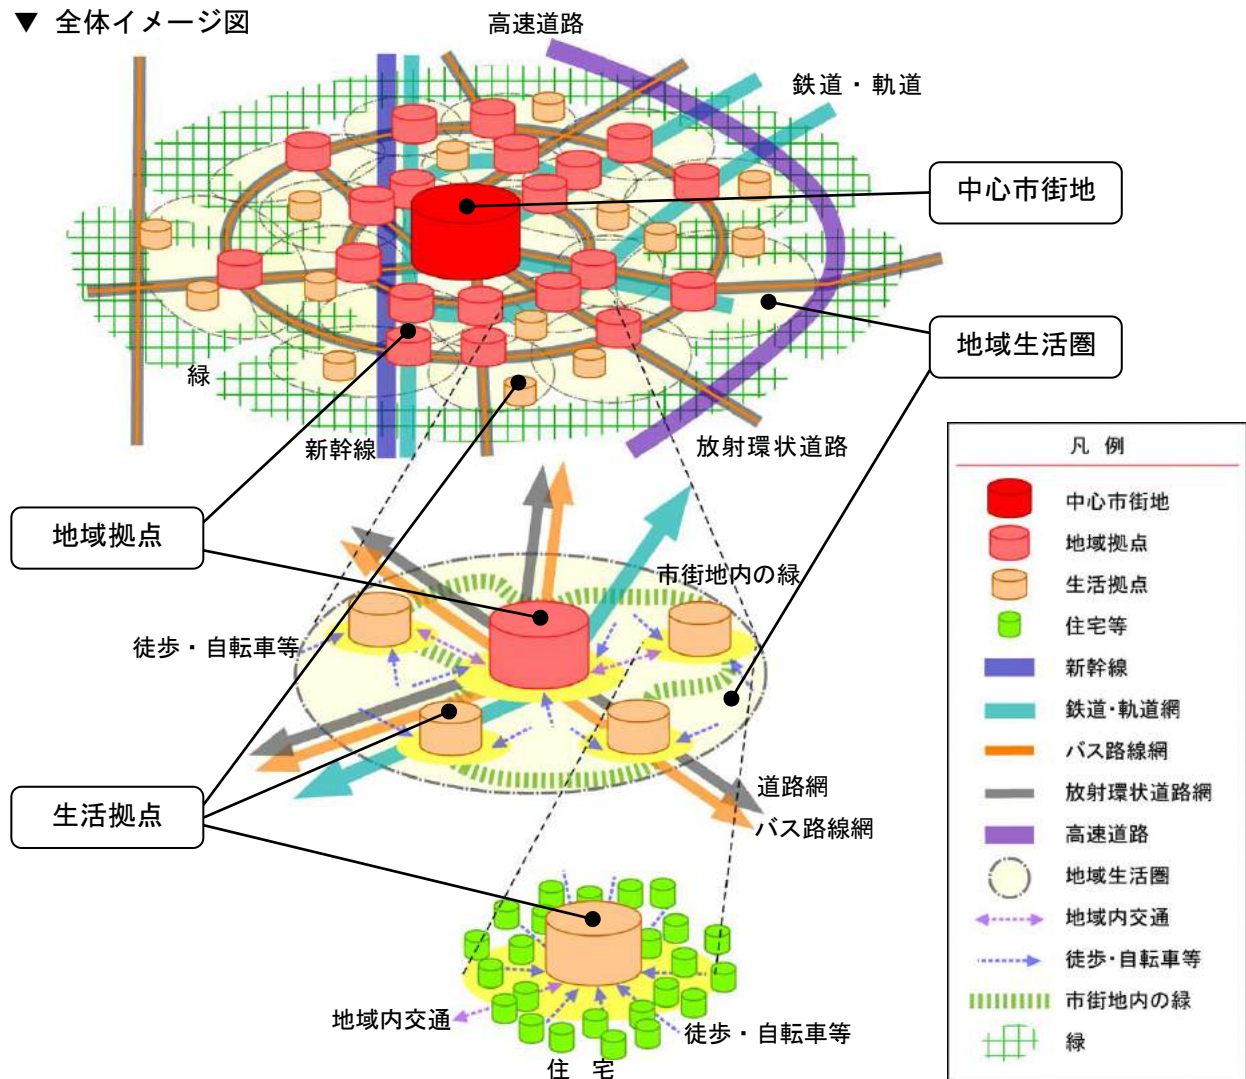 ▼ 全体イメージ図
高速道路
鉄道・軌道
中心市街地
地域生活圏
緑
新幹線
放射環状道路
地域拠点
市街地内の緑
徒歩・自転車等
生活拠点
道路網
バス路線網
地域内交通
徒歩・自転車等
住 宅
凡 例
中心市街地
地域拠点
生活拠点
住宅等
新幹線
鉄道・軌道網
バス路線網
放射環状道路網
高速道路
地域生活圏
地域内交通
徒歩・自転車等
市街地内の緑
緑